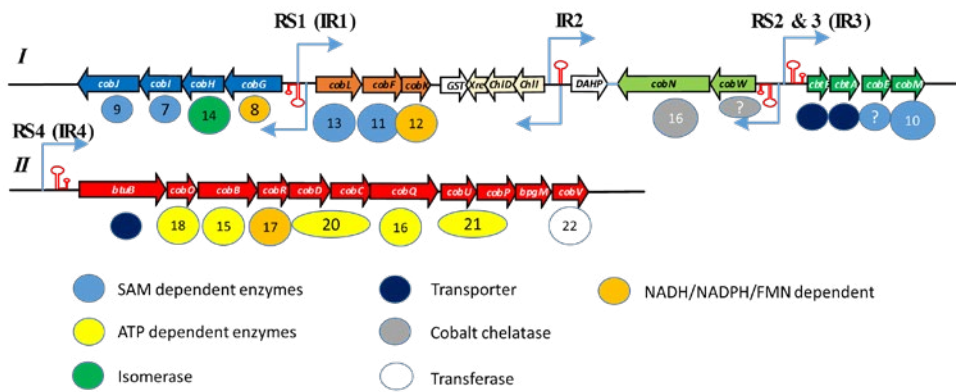 RS1 (IR1)
IR2
RS2 & 3 (IR3)
I
cobJ cobI cobH cobG cobL cobF cobK GST Xre ChlD ChlI DAHP cobN cobW cbtA cobE cobM
9 7 14 8 13 11 12 16 ? ? 10
RS4 (IR4)
II
btuB cobO cobB cobR cobD cobC cobQ cobU cobP bpgM cobV
18 15 17 20 16 21 22
SAM dependent enzymes
Transporter
NADH/NADPH/FMN dependent
ATP dependent enzymes
Cobalt chelatase
Isomerase
Transferase